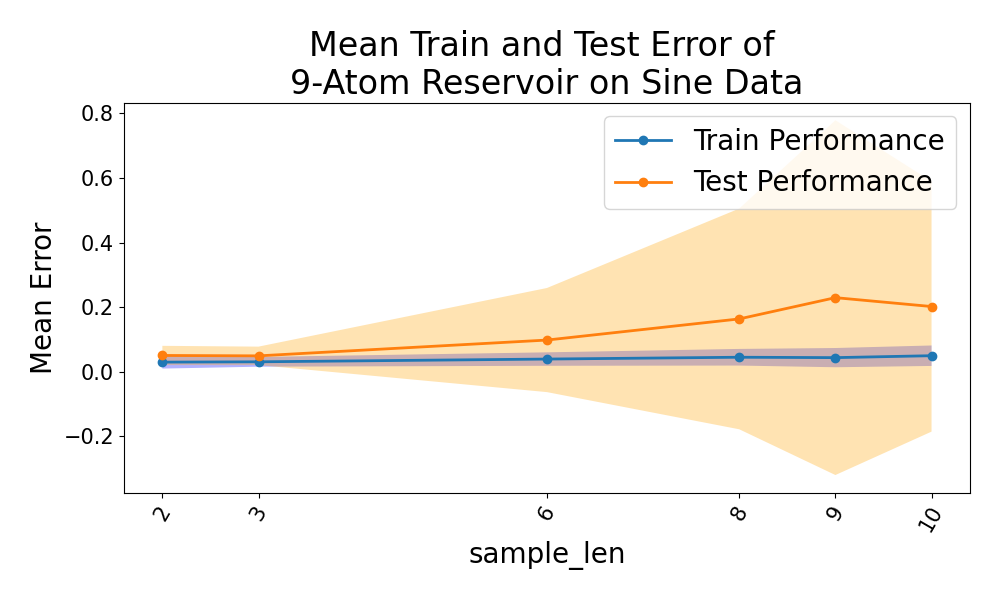 Mean Train and Test Error of
9-Atom Reservoir on Sine Data
Train Performance
Test Performance
Mean Error
0.8
0.6
0.4
0.2
0.0
−0.2
2
3
6
8
9
10
sample_len